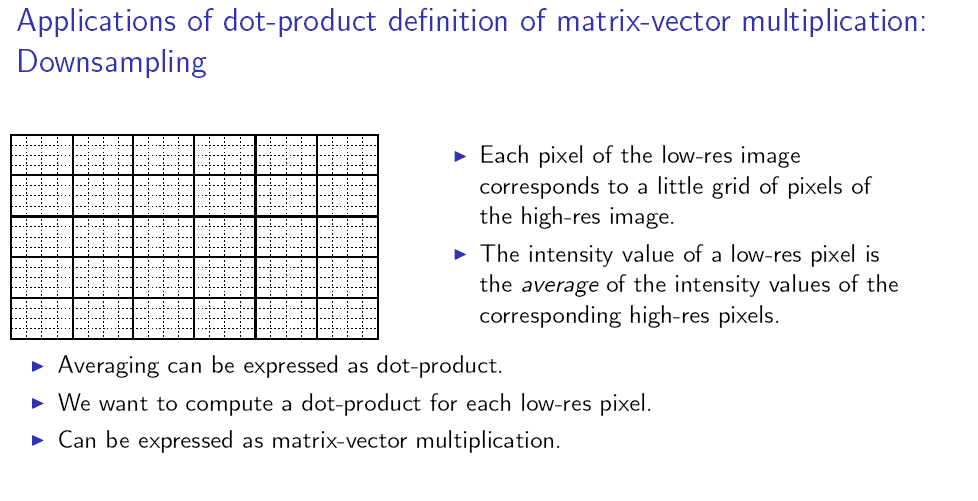 Applications of dot-product definition of matrix-vector multiplication:
Downsampling
▶ Each pixel of the low-res image
corresponds to a little grid of pixels of
the high-res image.
▶ The intensity value of a low-res pixel is
the average of the intensity values of the
corresponding high-res pixels.
▶ Averaging can be expressed as dot-product.
▶ We want to compute a dot-product for each low-res pixel.
▶ Can be expressed as matrix-vector multiplication.